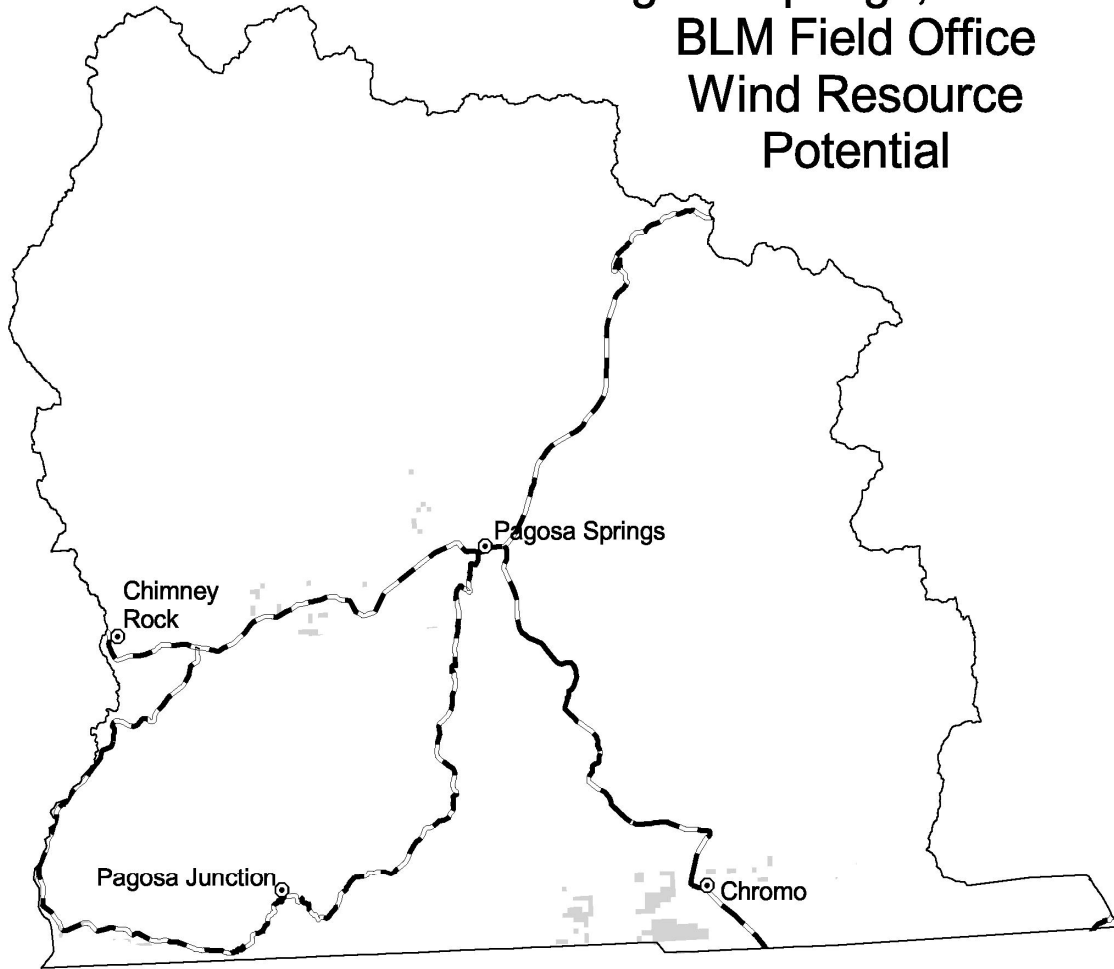 BLM Field Office
Wind Resource
Potential
Pagosa Springs
Chimney
Rock
Pagosa Junction
Chromo